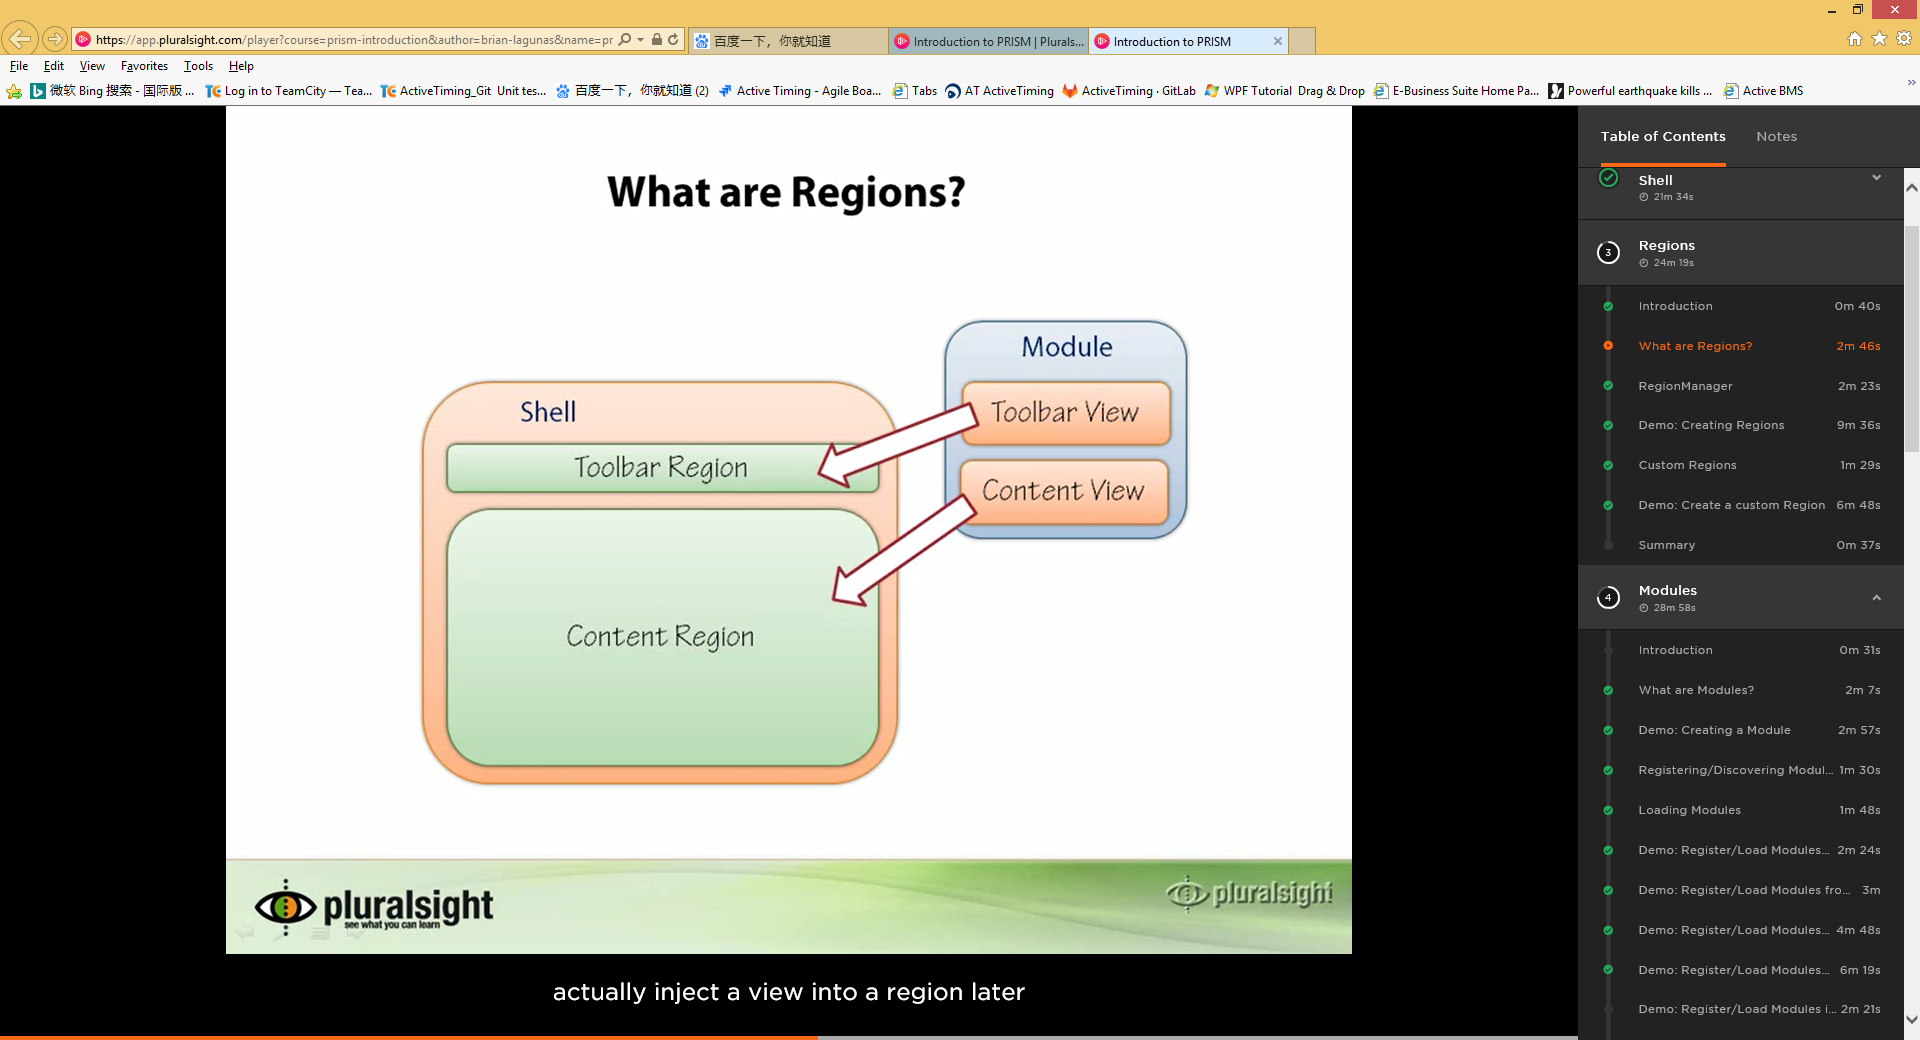 https://app.pluralsight.com/player?course=prism-introduction&author=brian-lagunas&name=pr
百度一下，你就知道
Introduction to PRISM | Plurals...
Introduction to PRISM
File Edit View Favorites Tools Help
微软 Bing 搜索 - 国际版 ...
Log in to TeamCity — Tea...
ActiveTiming_Git Unit tes...
百度一下，你就知道 (2)
Active Timing - Agile Boa...
Tabs
AT ActiveTiming
ActiveTiming · GitLab
WPF Tutorial Drag & Drop
E-Business Suite Home Pa...
Powerful earthquake kills ...
Active BMS
What are Regions?
Module
Toolbar View
Content View
Shell
Toolbar Region
Content Region
pluralsight
see what you can learn
pluralsight
actually inject a view into a region later
Table of Contents Notes
Shell
21m 34s
3 Regions
24m 19s
Introduction 0m 40s
What are Regions? 2m 46s
RegionManager 2m 23s
Demo: Creating Regions 9m 36s
Custom Regions 1m 29s
Demo: Create a custom Region 6m 48s
Summary 0m 37s
4 Modules
28m 58s
Introduction 0m 31s
What are Modules? 2m 7s
Demo: Creating a Module 2m 57s
Registering/Discovering Modul... 1m 30s
Loading Modules 1m 48s
Demo: Register/Load Modules... 2m 24s
Demo: Register/Load Modules fro... 3m
Demo: Register/Load Modules... 4m 48s
Demo: Register/Load Modules... 6m 19s
Demo: Register/Load Modules i... 2m 21s